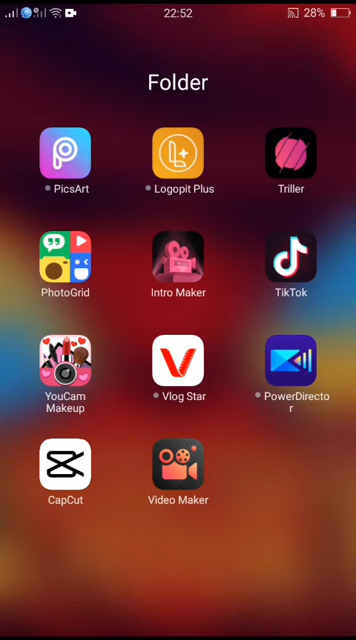 22:52
28%
Folder
PicsArt
Logopit Plus
Triller
PhotoGrid
Intro Maker
TikTok
YouCam
Makeup
Vlog Star
PowerDirecto
r
CapCut
Video Maker